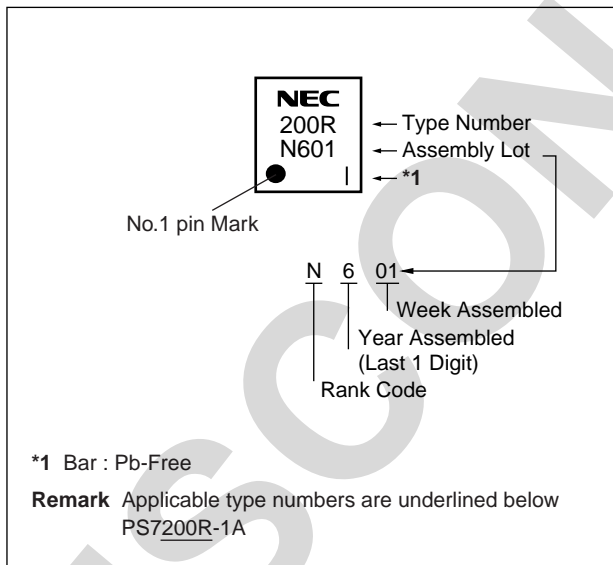 NEC
200R
N601
Type Number
Assembly Lot
*1
No.1 pin Mark
N 6 01
Week Assembled
Year Assembled
(Last 1 Digit)
Rank Code
*1 Bar : Pb-Free
Remark Applicable type numbers are underlined below
PS7200R-1A